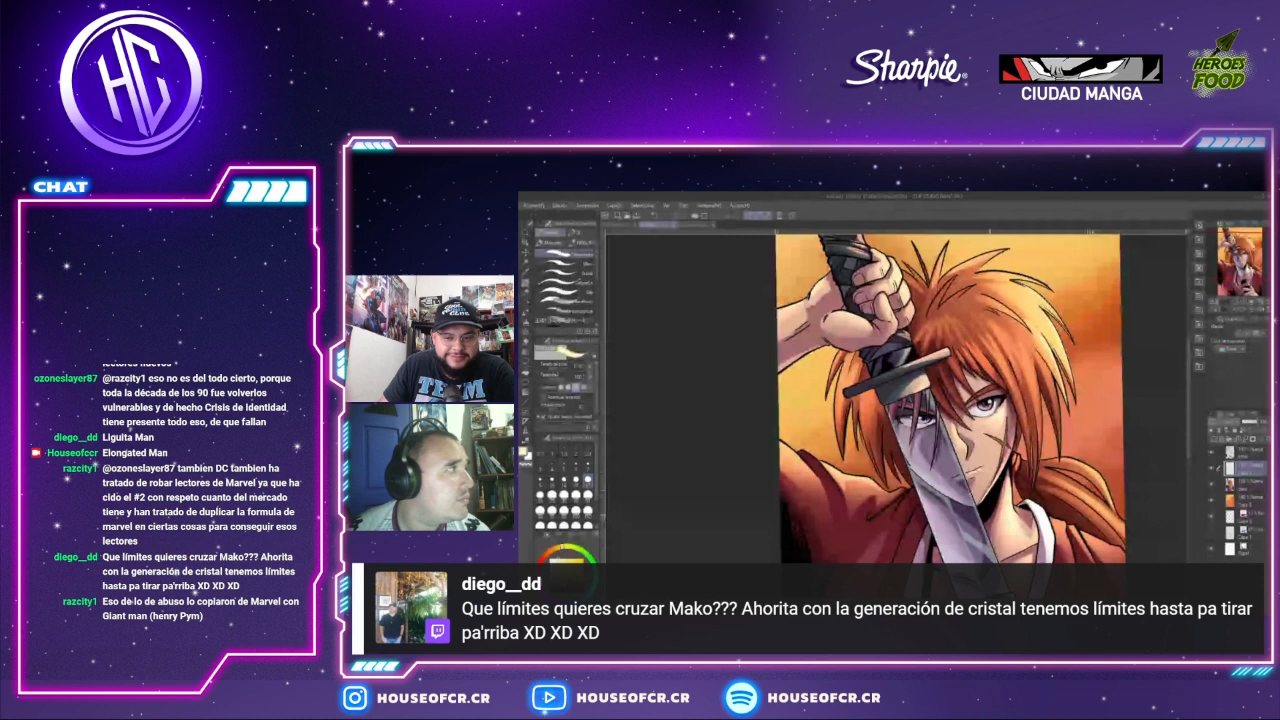 HC
Sharpie®
CIUDAD MANGA
HEROES
FOOD
CHAT
lectores nuevos
ozoneslayer87 @razcity1 eso no es del todo cierto, porque
toda la década de los 90 fue volverlos
vulnerables y de hecho Crisis de Identidad
tiene presente todo eso, de que fallan
diego__dd Liguita Man
Houseofccr Elongated Man
razcity1 @ozoneslayer87 tambien DC tambien ha
tratado de robar lectores de Marvel ya que ha
cido el #2 con respeto cuanto del mercado
tiene y han tratado de duplicar la formula de
marvel en ciertas cosas para conseguir esos
lectores
diego__dd Que límites quieres cruzar Mako??? Ahorita
con la generación de cristal tenemos límites
hasta pa tirar pa'rriba XD XD XD
razcity1 Eso de lo de abuso lo copiaron de Marvel con
Giant man (henry Pym)
TEAM
diego__dd
Que límites quieres cruzar Mako??? Ahorita con la generación de cristal tenemos límites hasta pa tirar
pa'rriba XD XD XD
HOUSEOFCR.CR
HOUSEOFCR.CR
HOUSEOFCR.CR